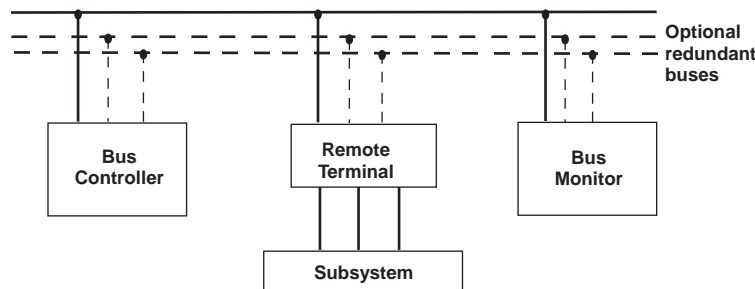 Optional
redundant
buses
Bus
Controller
Remote
Terminal
Bus
Monitor
Subsystem